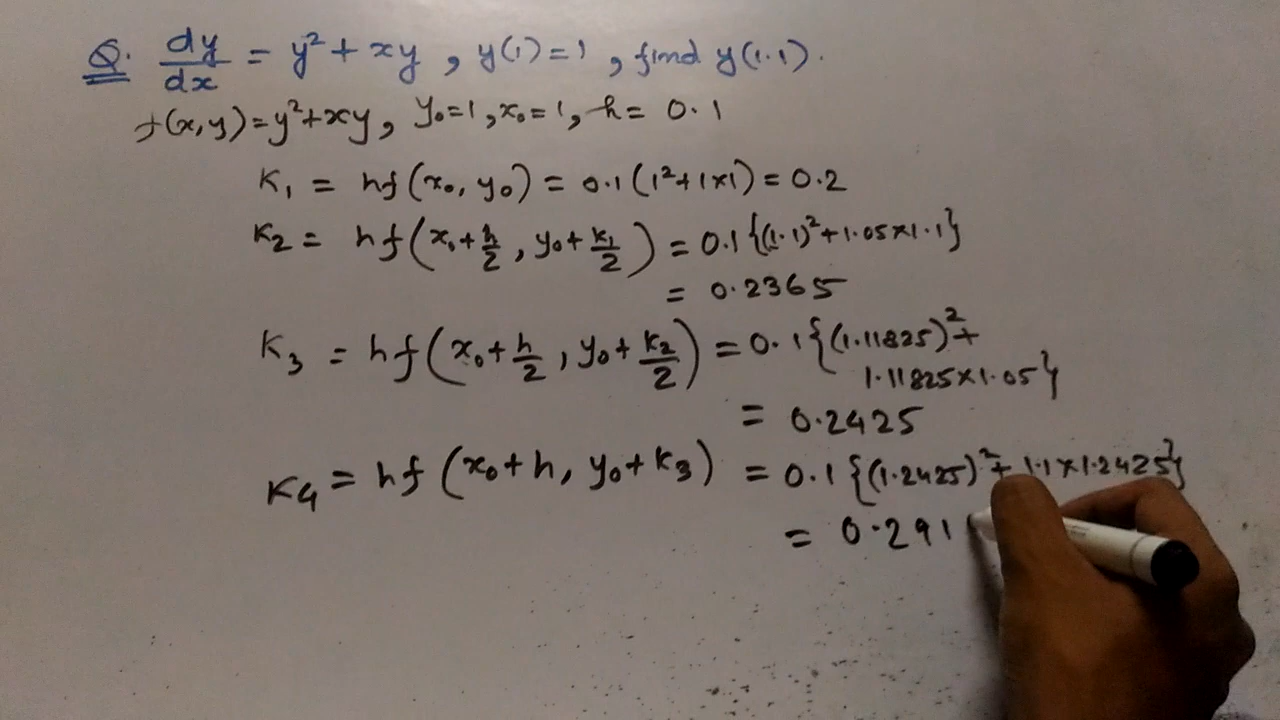 Q. dy/dx = y² + xy, y(1)=1, find y(1.1).
f(x,y)=y²+xy, y₀=1, x₀=1, h=0.1
K₁ = hf(x₀, y₀) = 0.1(1²+1×1) = 0.2
K₂ = hf(x₀+h/2, y₀+K₁/2) = 0.1{(1.1)²+1.05×1.1}
= 0.2365
K₃ = hf(x₀+h/2, y₀+K₂/2) = 0.1{(1.11825)²+
1.11825×1.05}
= 0.2425
K₄ = hf(x₀+h, y₀+K₃) = 0.1{(1.2425)²+1.1×1.2425}
= 0.291